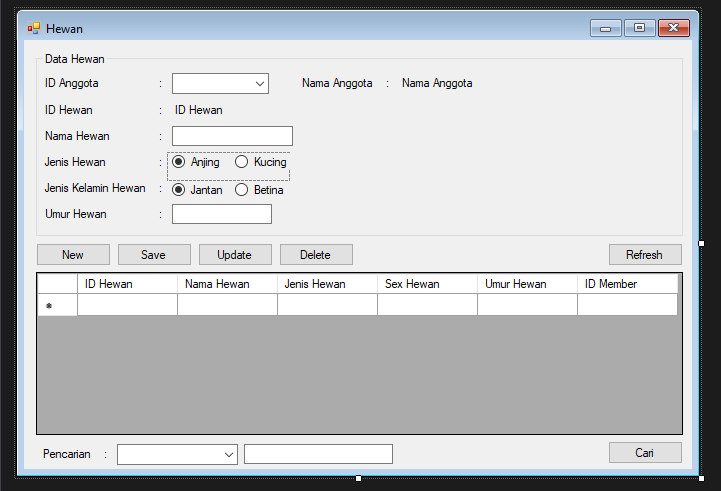 Hewan
Data Hewan
ID Anggota : Nama Anggota : Nama Anggota
ID Hewan : ID Hewan
Nama Hewan :
Jenis Hewan : Anjing Kucing
Jenis Kelamin Hewan : Jantan Betina
Umur Hewan :
New Save Update Delete Refresh
ID Hewan Nama Hewan Jenis Hewan Sex Hewan Umur Hewan ID Member
*
Pencarian : Cari